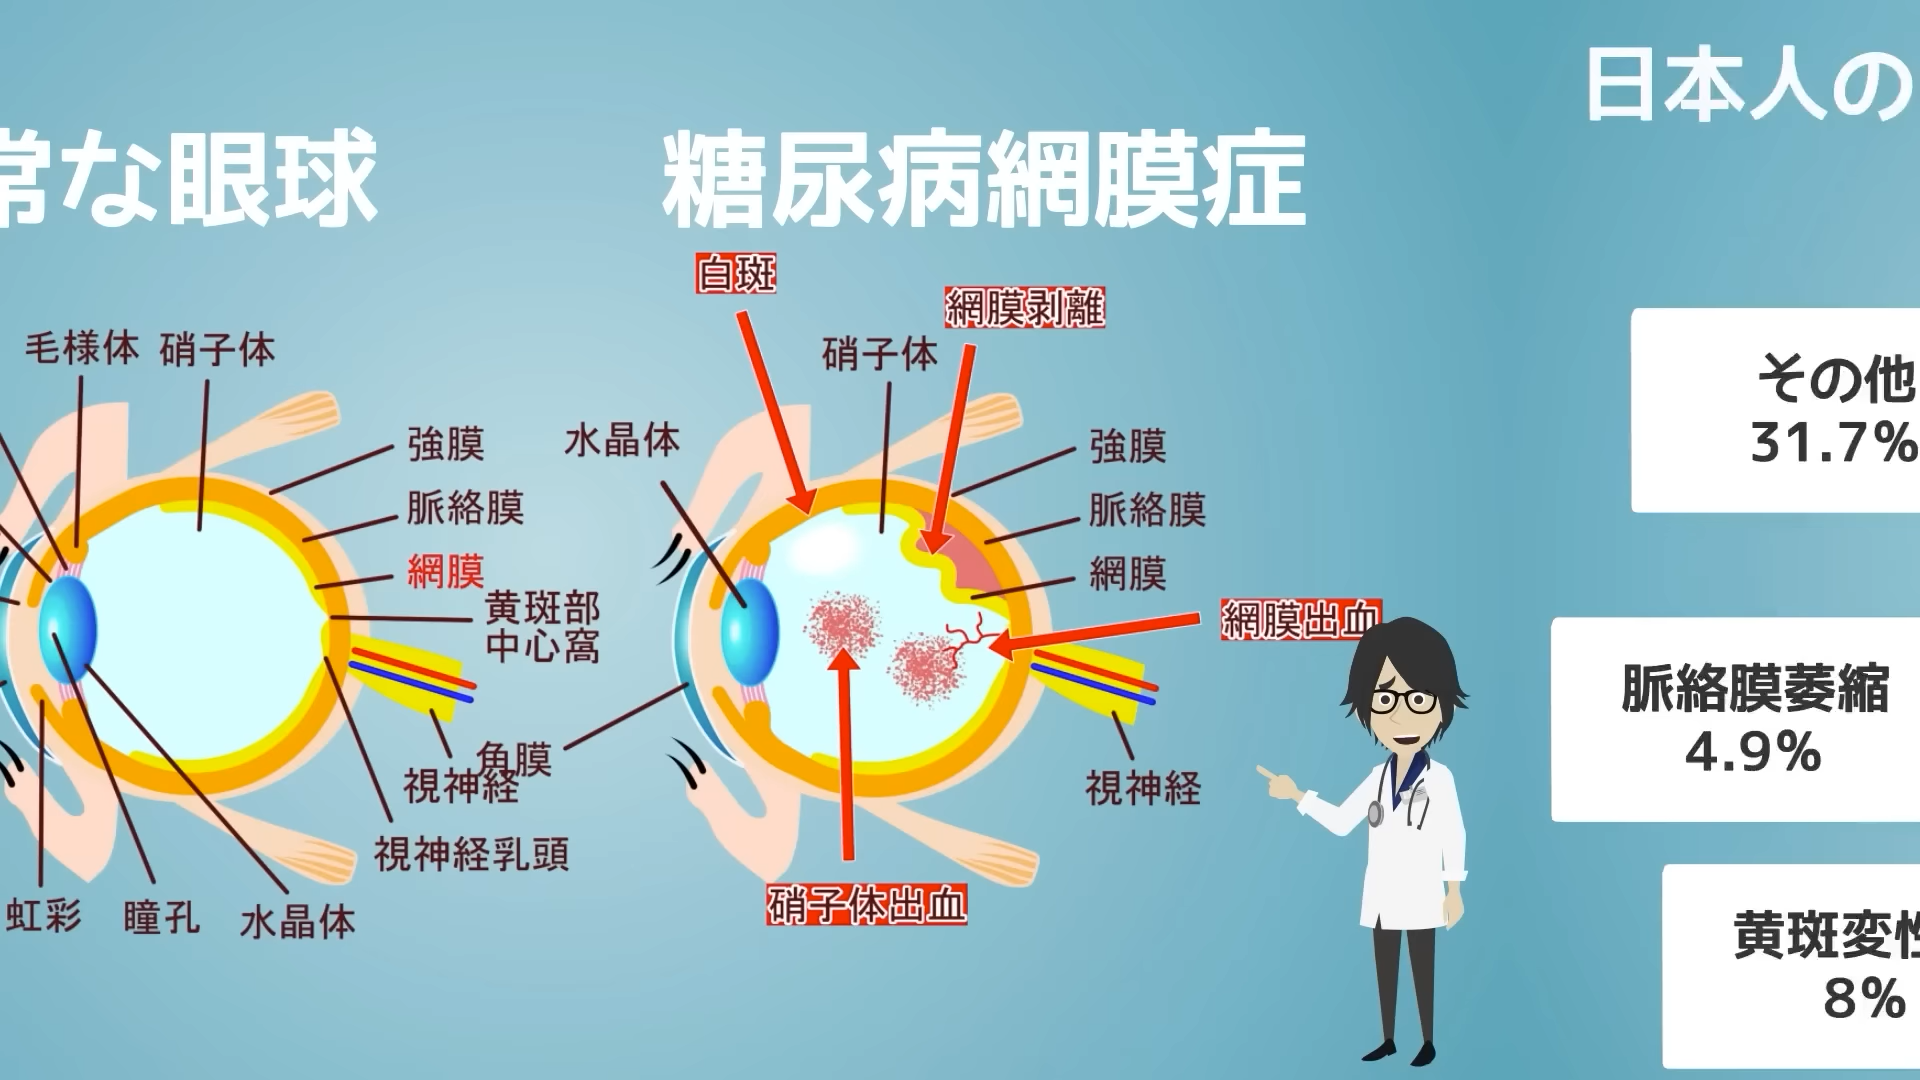 常な眼球
毛様体
硝子体
強膜
脈絡膜
網膜
黄斑部
中心窩
視神経
視神経乳頭
虹彩
瞳孔
水晶体
糖尿病網膜症
白斑
網膜剥離
硝子体
水晶体
強膜
脈絡膜
網膜
網膜出血
角膜
視神経
硝子体出血
日本人の
その他
31.7%
脈絡膜萎縮
4.9%
黄斑変性
8%